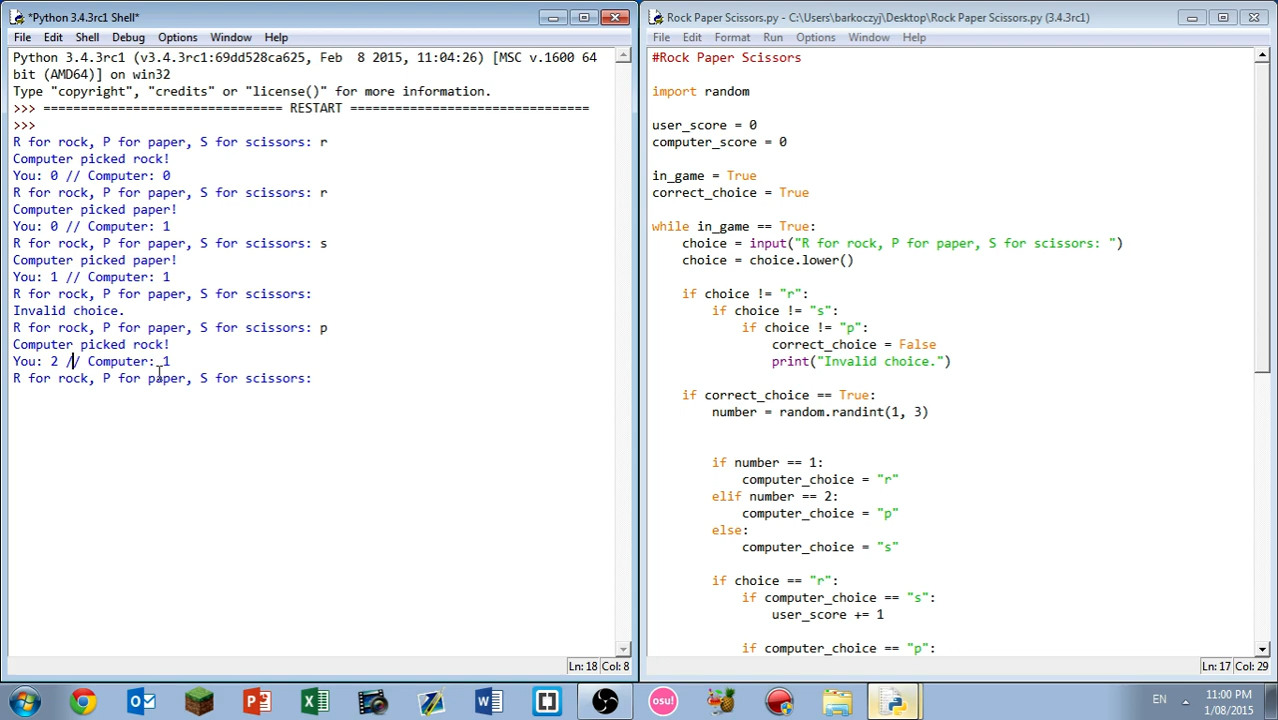 *Python 3.4.3rc1 Shell*
File Edit Shell Debug Options Window Help
Python 3.4.3rc1 (v3.4.3rc1:69dd528ca625, Feb  8 2015, 11:04:26) [MSC v.1600 64
bit (AMD64)] on win32
Type "copyright", "credits" or "license()" for more information.
>>> ================================ RESTART ================================
>>>
R for rock, P for paper, S for scissors: r
Computer picked rock!
You: 0 // Computer: 0
R for rock, P for paper, S for scissors: r
Computer picked paper!
You: 0 // Computer: 1
R for rock, P for paper, S for scissors: s
Computer picked paper!
You: 1 // Computer: 1
R for rock, P for paper, S for scissors:
Invalid choice.
R for rock, P for paper, S for scissors: p
Computer picked rock!
You: 2 // Computer: 1
R for rock, P for paper, S for scissors:
Ln: 18 Col: 8
Rock Paper Scissors.py - C:\Users\barkoczyj\Desktop\Rock Paper Scissors.py (3.4.3rc1)
File Edit Format Run Options Window Help
#Rock Paper Scissors
import random
user_score = 0
computer_score = 0
in_game = True
correct_choice = True
while in_game == True:
    choice = input("R for rock, P for paper, S for scissors: ")
    choice = choice.lower()
    if choice != "r":
        if choice != "s":
            if choice != "p":
                correct_choice = False
                print("Invalid choice.")
    if correct_choice == True:
        number = random.randint(1, 3)
        if number == 1:
            computer_choice = "r"
        elif number == 2:
            computer_choice = "p"
        else:
            computer_choice = "s"
        if choice == "r":
            if computer_choice == "s":
                user_score += 1
            if computer_choice == "p":
Ln: 17 Col: 29
osu!
EN
11:00 PM
1/08/2015